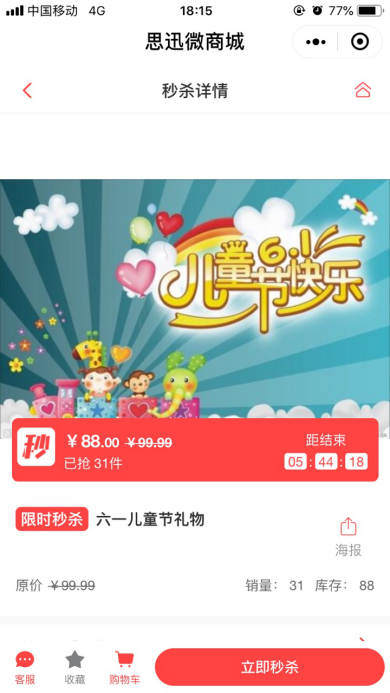 中国移动 4G 18:15 77%
思迅微商城
秒杀详情
6.1
儿童节快乐
秒 ¥88.00 ¥99.99 距结束
已抢 31件 05:44:18
限时秒杀 六一儿童节礼物
海报
原价 ¥99.99 销量: 31 库存: 88
客服 收藏 购物车 立即秒杀